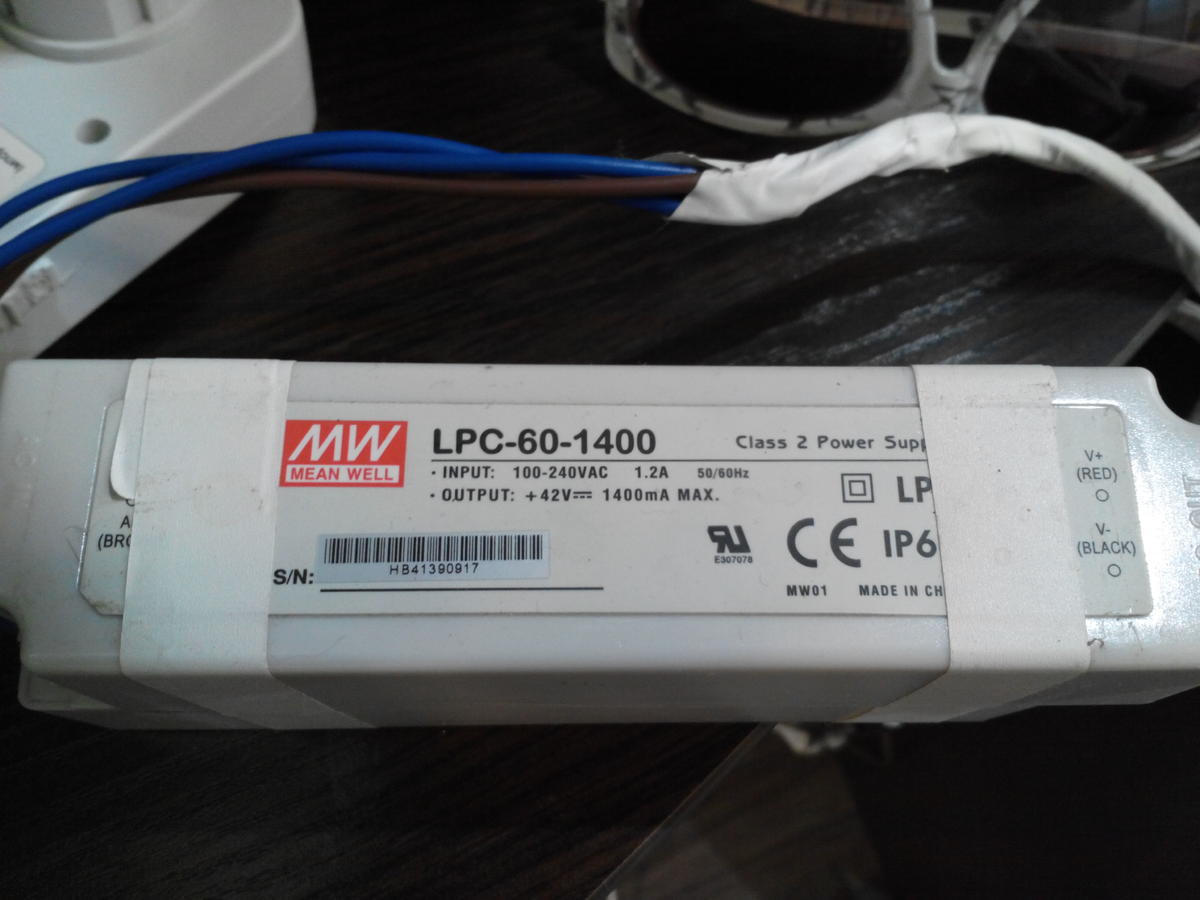 MW
MEAN WELL
LPC-60-1400
Class 2 Power Supp
· INPUT: 100-240VAC 1.2A 50/60Hz
· OUTPUT: +42V⎓ 1400mA MAX.
LP
A
(BRO
S/N:
HB41390917
E307078
CE IP6
MW01 MADE IN CH
V+
(RED)
V-
(BLACK)